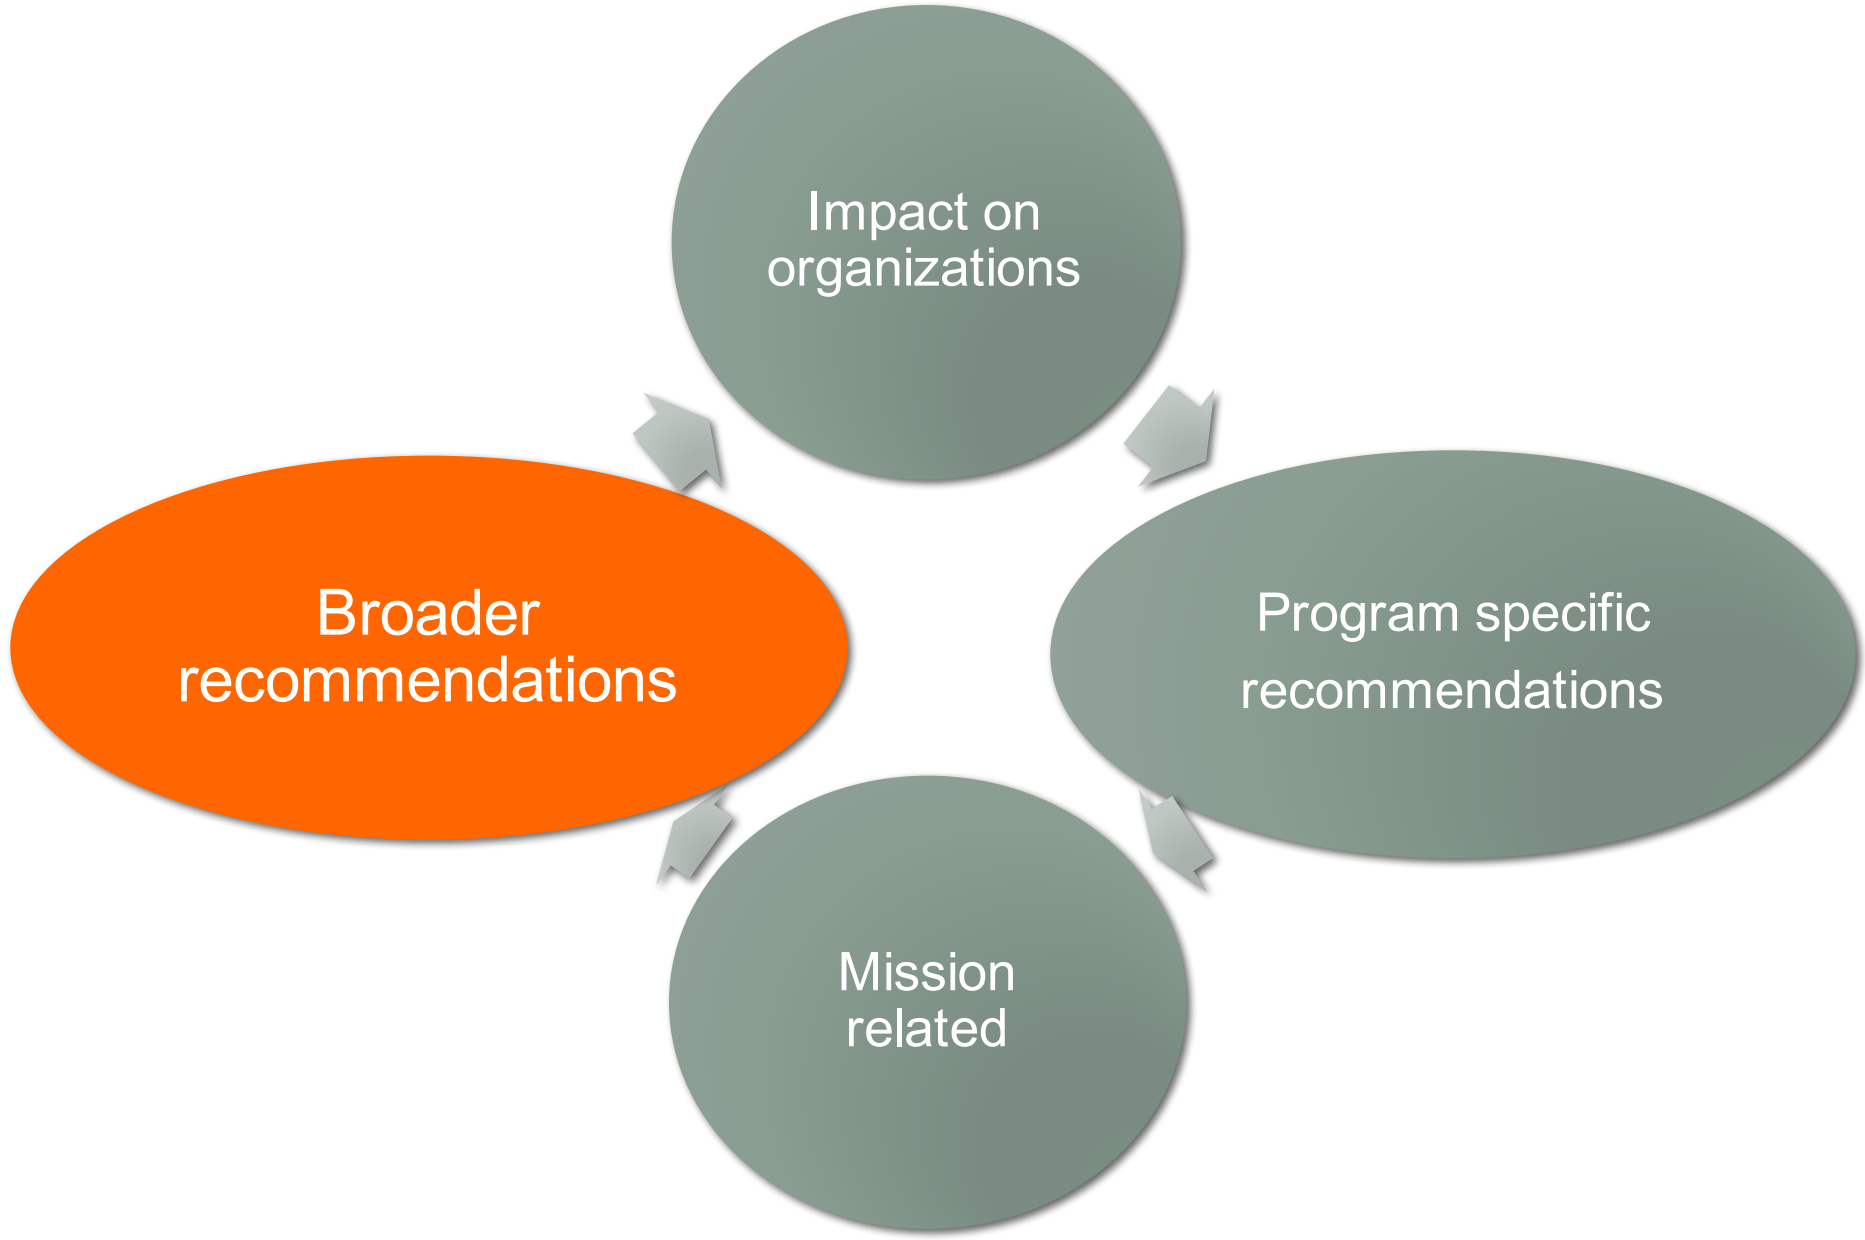 Impact on
organizations
Broader
recommendations
Program specific
recommendations
Mission
related